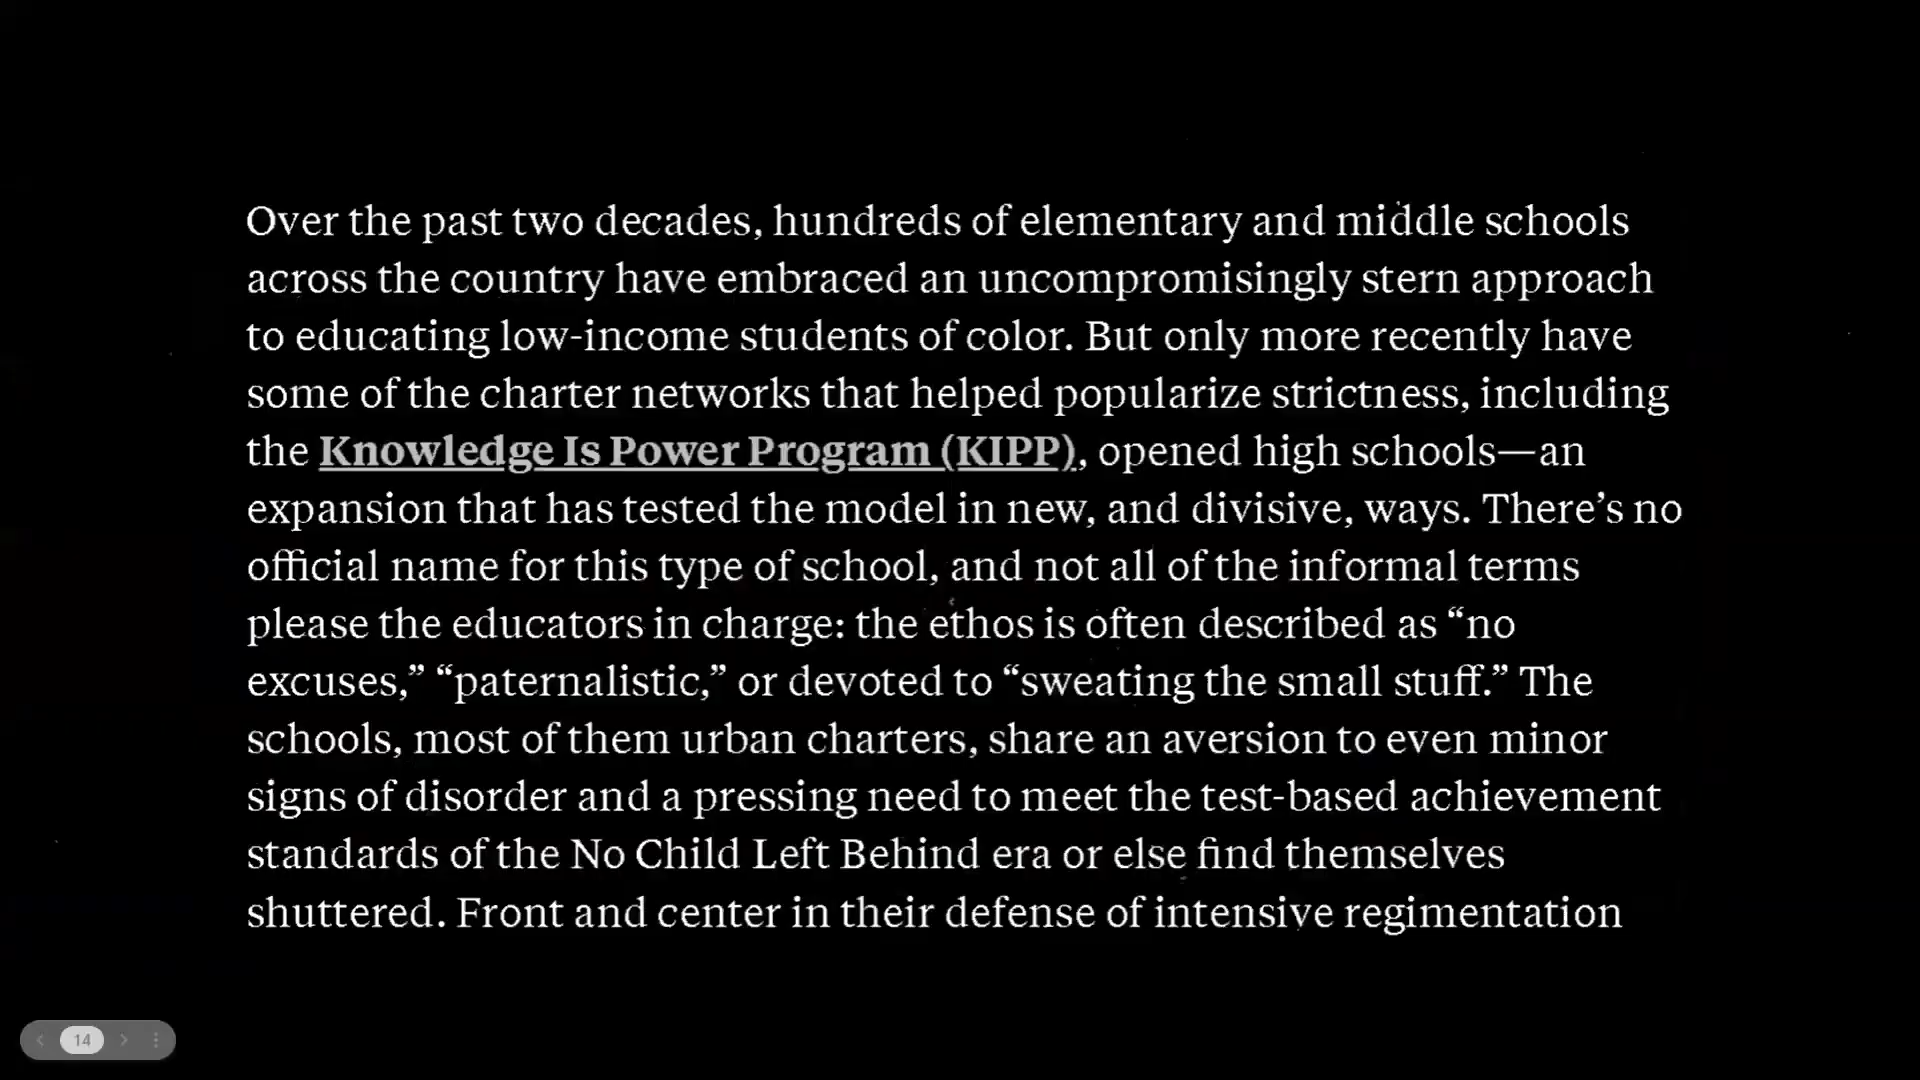 Over the past two decades, hundreds of elementary and middle schools
across the country have embraced an uncompromisingly stern approach
to educating low-income students of color. But only more recently have
some of the charter networks that helped popularize strictness, including
the Knowledge Is Power Program (KIPP), opened high schools—an
expansion that has tested the model in new, and divisive, ways. There’s no
official name for this type of school, and not all of the informal terms
please the educators in charge: the ethos is often described as “no
excuses,” “paternalistic,” or devoted to “sweating the small stuff.” The
schools, most of them urban charters, share an aversion to even minor
signs of disorder and a pressing need to meet the test-based achievement
standards of the No Child Left Behind era or else find themselves
shuttered. Front and center in their defense of intensive regimentation
14